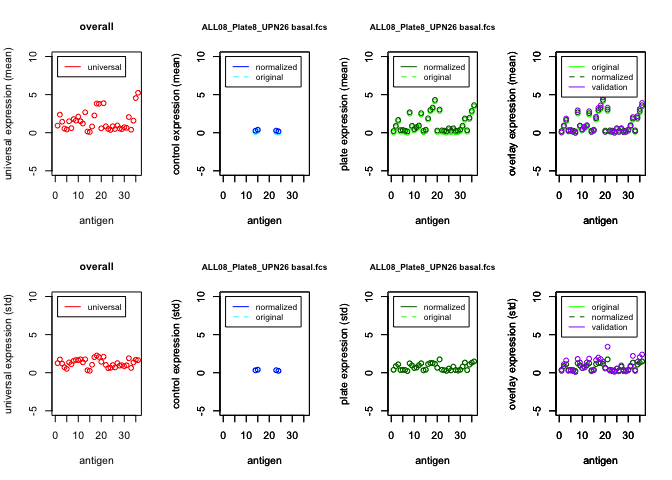 overall
universal expression (mean)
10
5
0
-5
universal
0 10 20 30
antigen
ALL08_Plate8_UPN26 basal.fcs
control expression (mean)
10
5
0
-5
normalized
original
0 10 20 30
antigen
ALL08_Plate8_UPN26 basal.fcs
plate expression (mean)
10
5
0
-5
normalized
original
0 10 20 30
antigen
overlay expression (mean)
10
5
0
-5
original
normalized
validation
0 10 20 30
antigen
overall
universal expression (std)
10
5
0
-5
universal
0 10 20 30
antigen
ALL08_Plate8_UPN26 basal.fcs
control expression (std)
10
5
0
-5
normalized
original
0 10 20 30
antigen
ALL08_Plate8_UPN26 basal.fcs
plate expression (std)
10
5
0
-5
normalized
original
0 10 20 30
antigen
overlay expression (std)
10
5
0
-5
original
normalized
validation
0 10 20 30
antigen